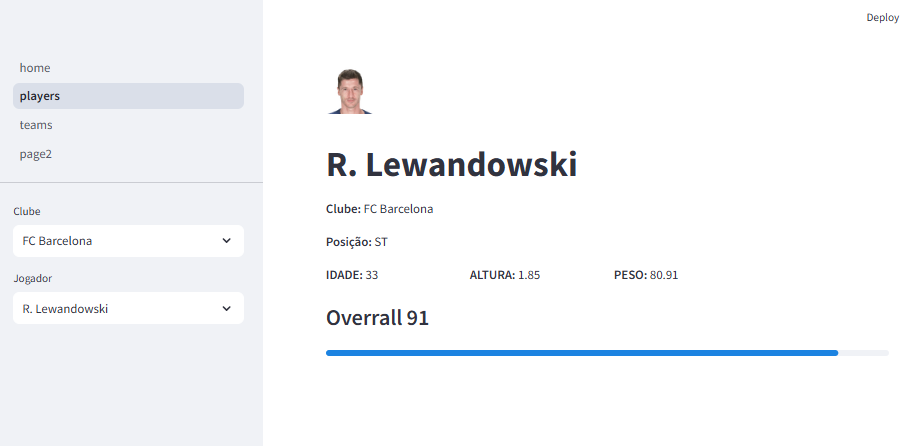 Deploy
home
players
teams
page2
Clube
FC Barcelona
Jogador
R. Lewandowski
R. Lewandowski
Clube: FC Barcelona
Posição: ST
IDADE: 33 ALTURA: 1.85 PESO: 80.91
Overrall 91